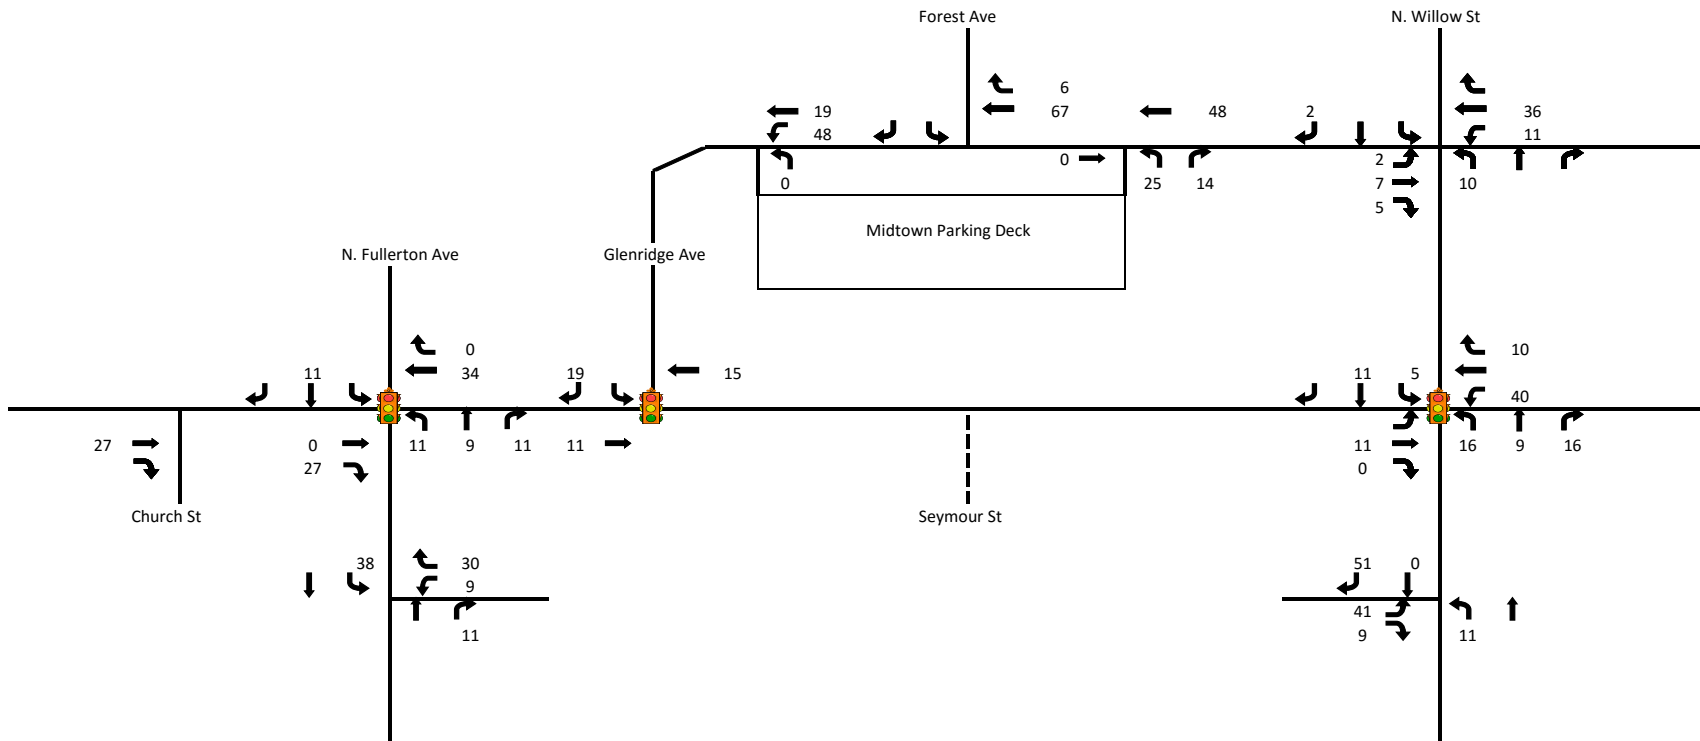 Forest Ave
N. Willow St
6
19 67 48 2 36
48 11
0 2
0 25 14 7 10
5
Midtown Parking Deck
N. Fullerton Ave
Glenridge Ave
0 10
11 34 19 15 11 5
40
27 0 11 9 11 11 11 16 9 16
27 0
Church St
Seymour St
38 30 51 0
9
41
11 9 11